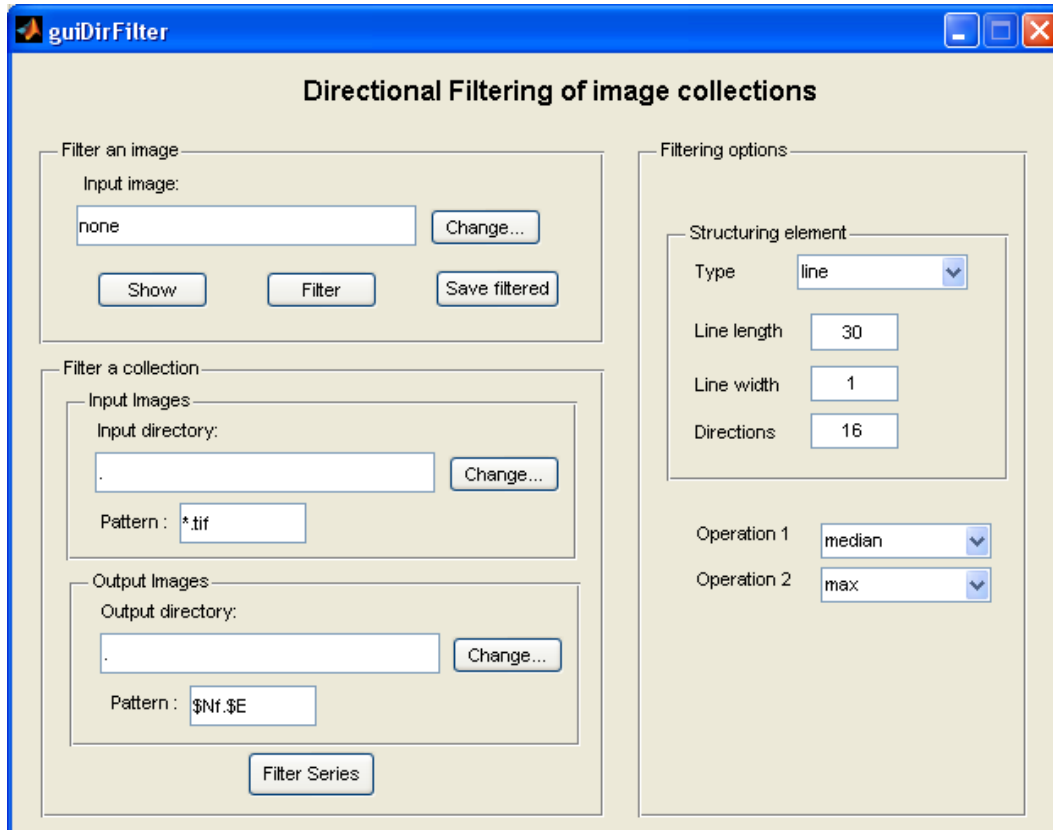 guiDirFilter
Directional Filtering of image collections
Filter an image
Input image:
none
Change...
Show
Filter
Save filtered
Filter a collection
Input Images
Input directory:
.
Change...
Pattern :
*.tif
Output Images
Output directory:
.
Change...
Pattern :
$Nf.$E
Filter Series
Filtering options
Structuring element
Type
line
Line length
30
Line width
1
Directions
16
Operation 1
median
Operation 2
max